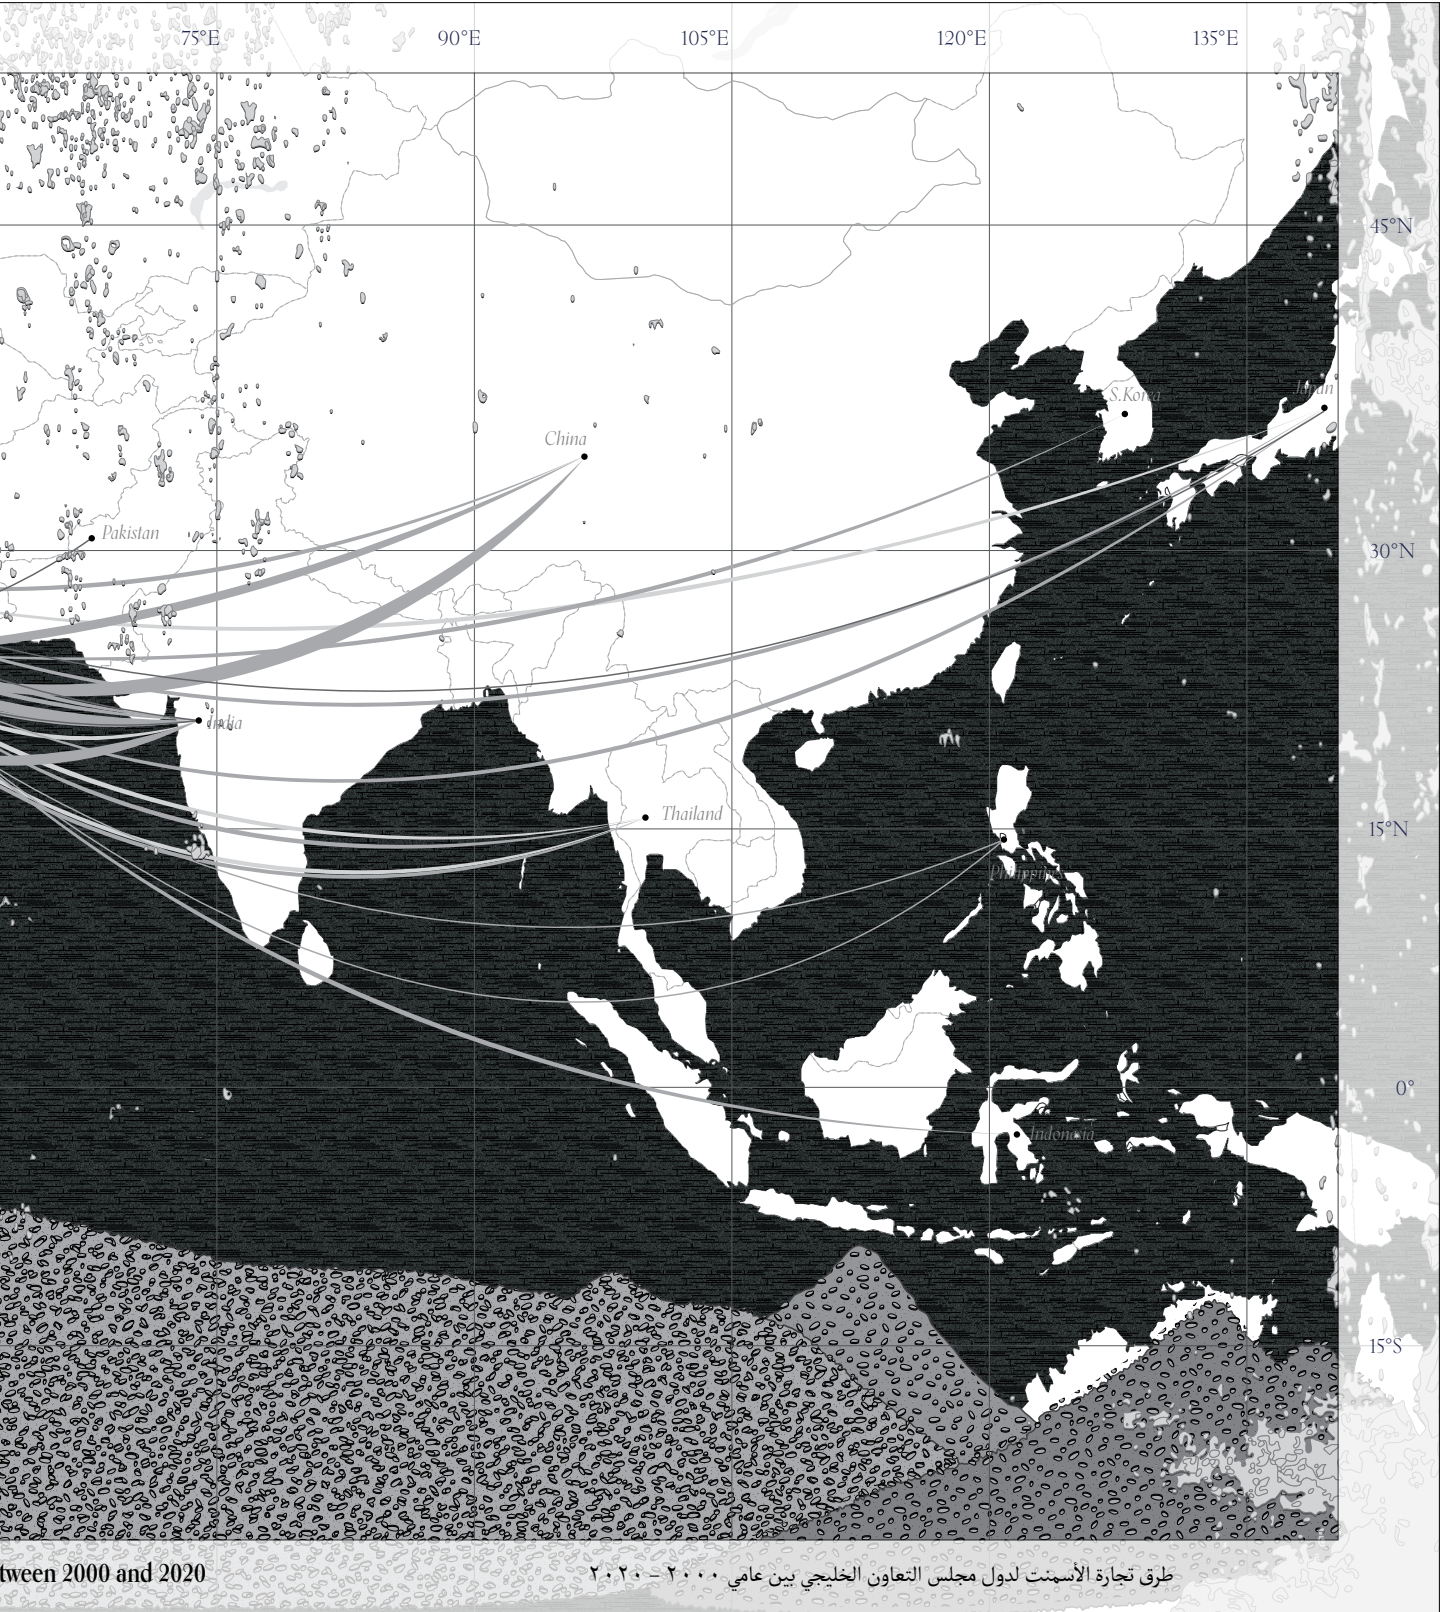 75°E 90°E 105°E 120°E 135°E
45°N
Japan
S.Korea
China
Pakistan
30°N
India
Thailand
15°N
Philippines
0°
Indonesia
15°S
tween 2000 and 2020
طرق تجارة الأسمنت لدول مجلس التعاون الخليجي بين عامي ٢٠٠٠ – ٢٠٢٠